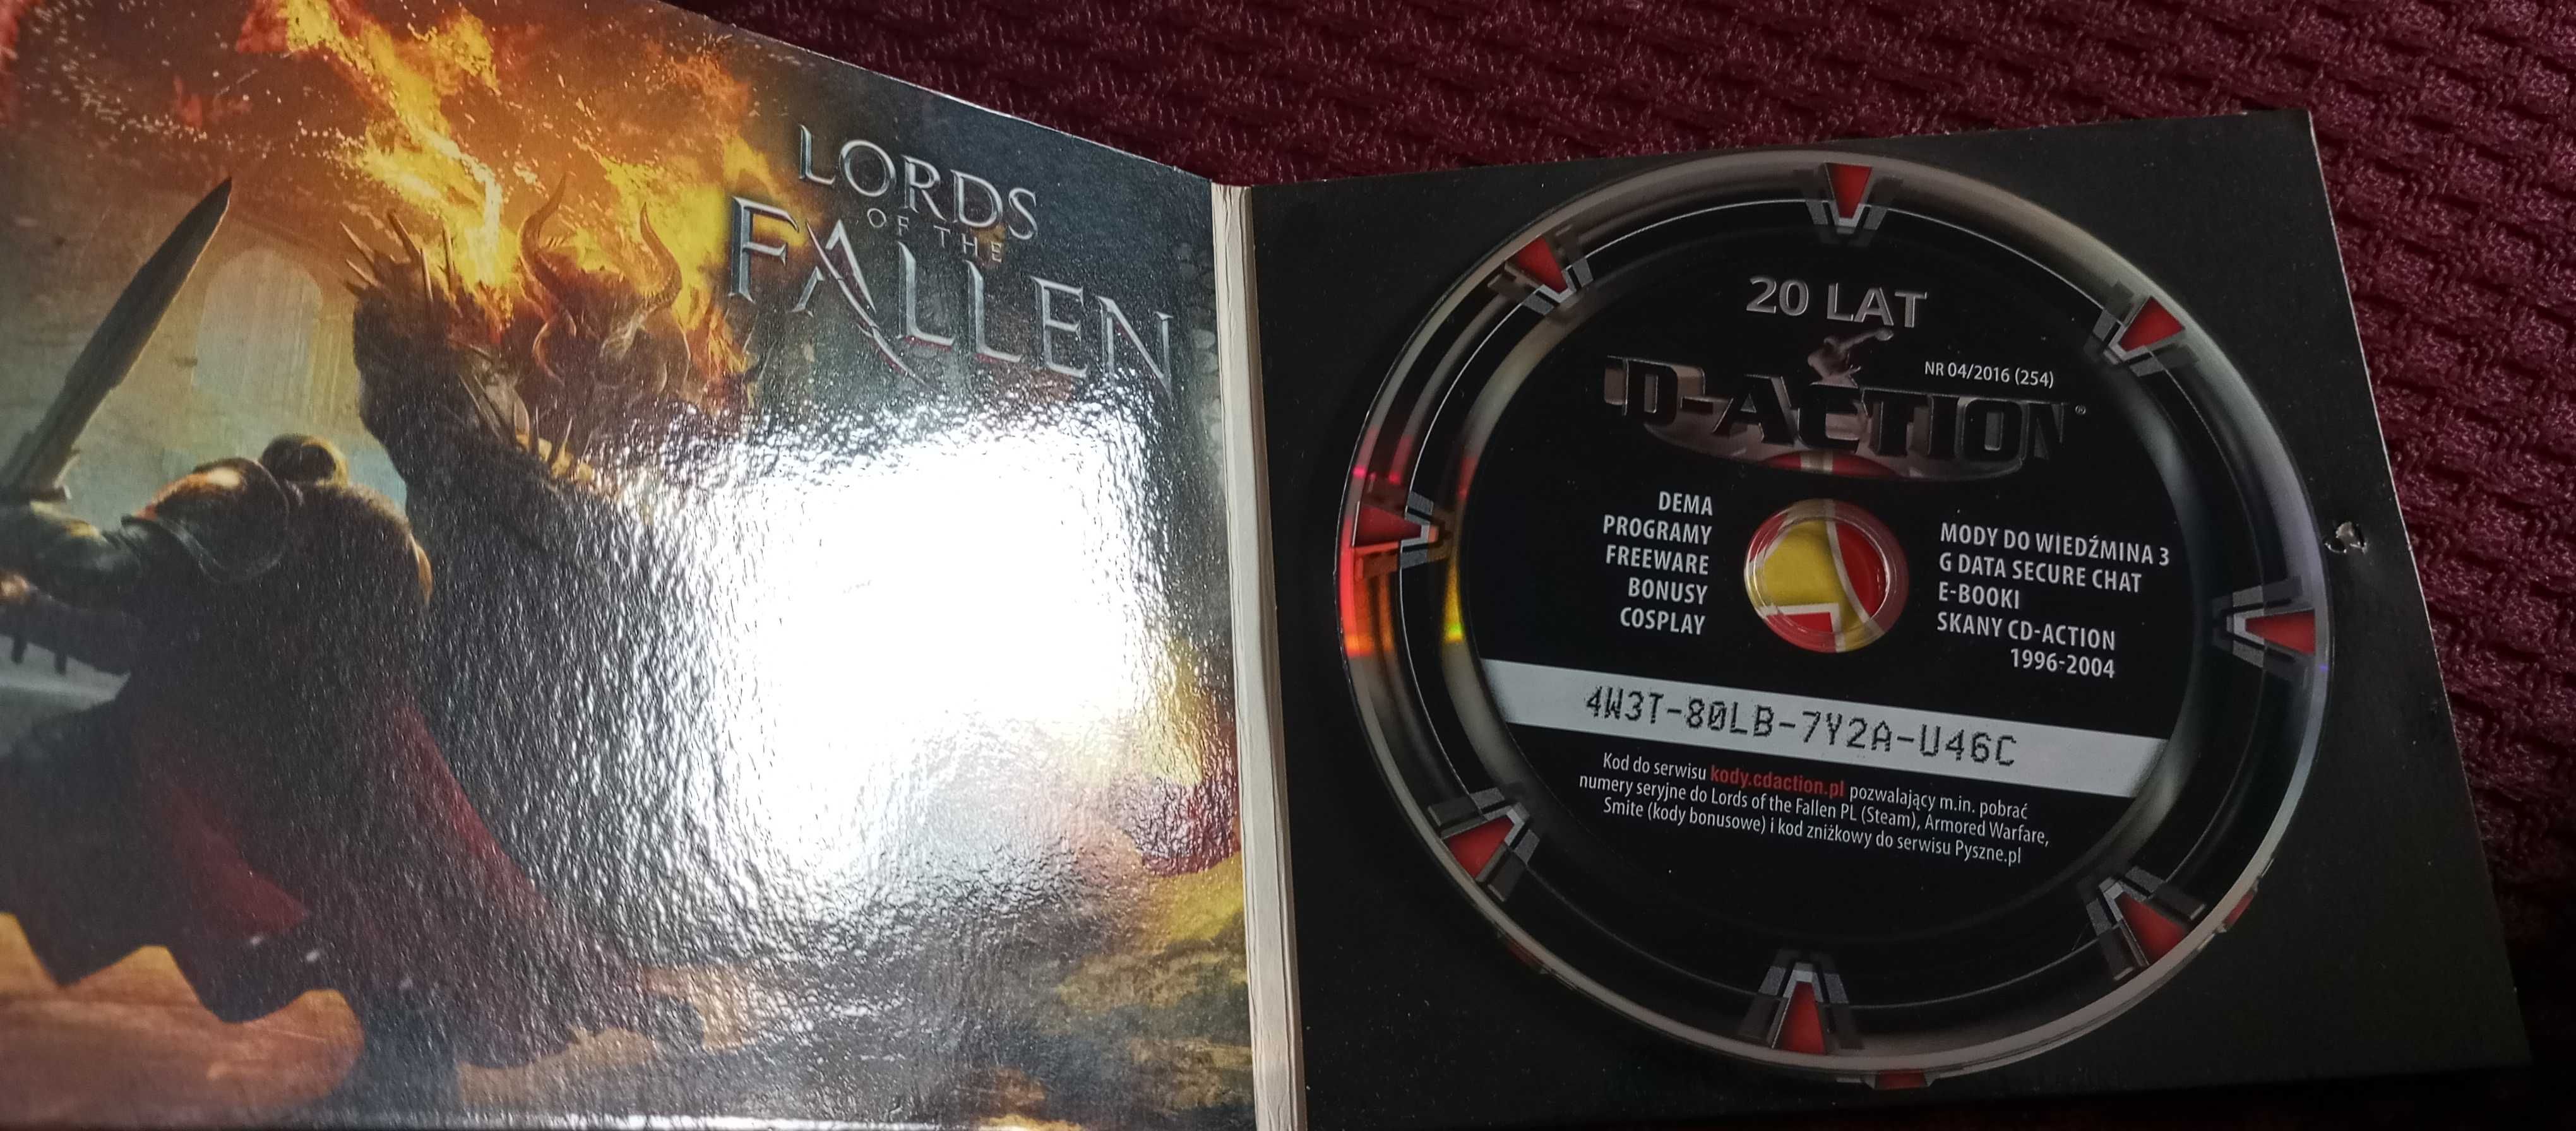 LORDS
OF THE
FALLEN
20 LAT
NR 04/2016 (254)
D-ACTION®
DEMA
PROGRAMY
FREEWARE
BONUSY
COSPLAY
MODY DO WIEDŹMINA 3
G DATA SECURE CHAT
E-BOOKI
SKANY CD-ACTION
1996-2004
4W3T-80LB-7Y2A-U46C
Kod do serwisu kody.cdaction.pl pozwalający m.in. pobrać
numery seryjne do Lords of the Fallen PL (Steam), Armored Warfare,
Smite (kody bonusowe) i kod zniżkowy do serwisu Pyszne.pl